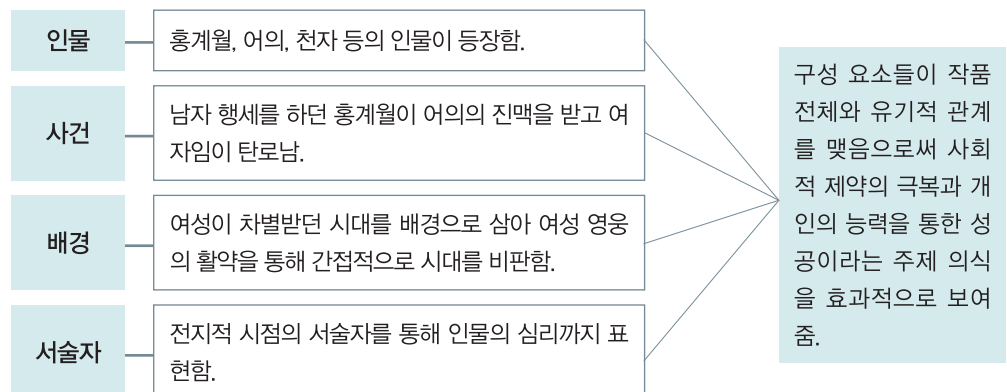 인물
홍계월, 어의, 천자 등의 인물이 등장함.
사건
남자 행세를 하던 홍계월이 어의의 진맥을 받고 여
자임이 탄로남.
배경
여성이 차별받던 시대를 배경으로 삼아 여성 영웅
의 활약을 통해 간접적으로 시대를 비판함.
서술자
전지적 시점의 서술자를 통해 인물의 심리까지 표
현함.
구성 요소들이 작품
전체와 유기적 관계
를 맺음으로써 사회
적 제약의 극복과 개
인의 능력을 통한 성
공이라는 주제 의식
을 효과적으로 보여
줌.